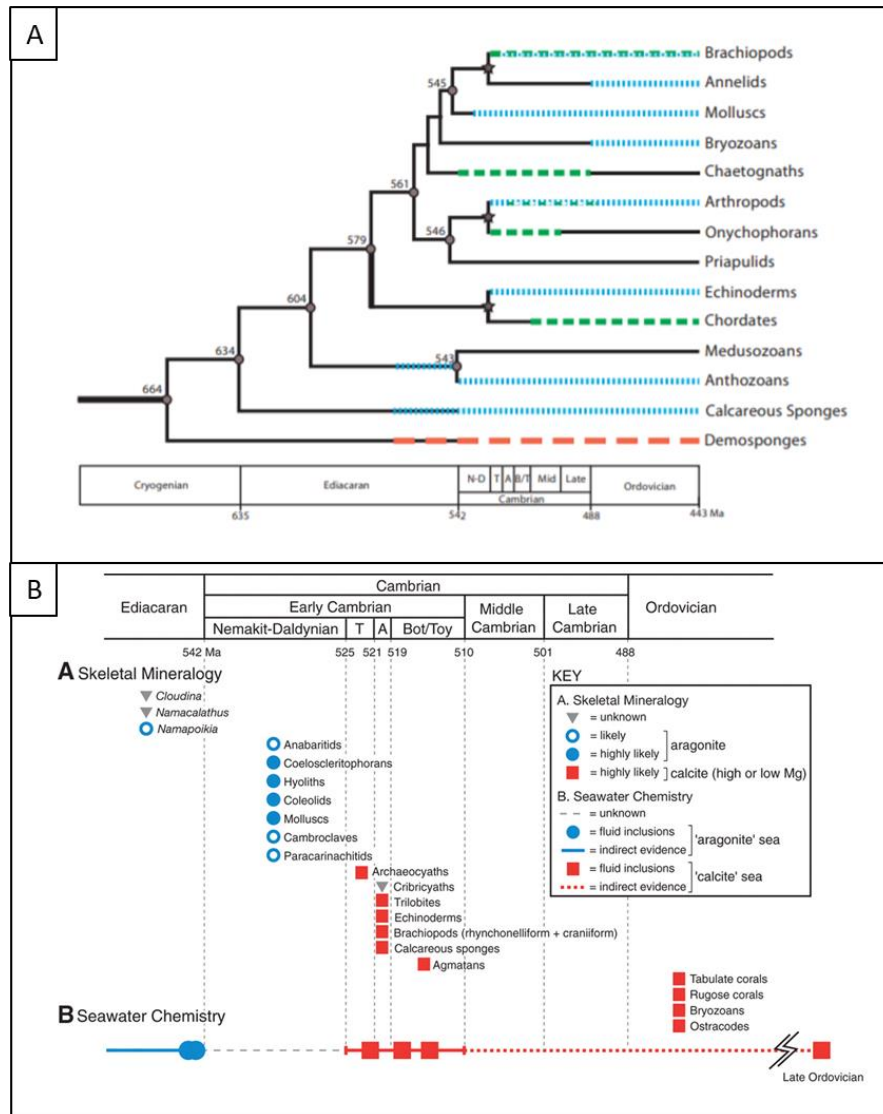 A
Brachiopods
545
Annelids
Molluscs
Bryozoans
561
Chaetognaths
Arthropods
579
546
Onychophorans
Priapulids
604
Echinoderms
Chordates
634
543
Medusozoans
664
Anthozoans
Calcareous Sponges
Demosponges
Cryogenian
Ediacaran
N-D
T
A
B/T
Mid
Late
Cambrian
Ordovician
635
542
488
443 Ma
B
Cambrian
Ediacaran
Early Cambrian
Middle Cambrian
Late Cambrian
Ordovician
Nemakit-Daldynian
T
A
Bot/Toy
542 Ma
525
521
519
510
501
488
A Skeletal Mineralogy
Cloudina
Namacalathus
Namapoikia
Anabaritids
Coeloscleritophorans
Hyoliths
Coleolids
Molluscs
Cambroclaves
Paracarinachitids
Archaeocyaths
Cribricyaths
Trilobites
Echinoderms
Brachiopods (rhynchonelliform + craniiform)
Calcareous sponges
Agmatans
KEY
A. Skeletal Mineralogy
= unknown
= likely
= highly likely
aragonite
= highly likely
calcite (high or low Mg)
B. Seawater Chemistry
= unknown
= fluid inclusions
= indirect evidence
'aragonite' sea
= fluid inclusions
= indirect evidence
'calcite' sea
Tabulate corals
Rugose corals
Bryozoans
Ostracodes
B Seawater Chemistry
Late Ordovician